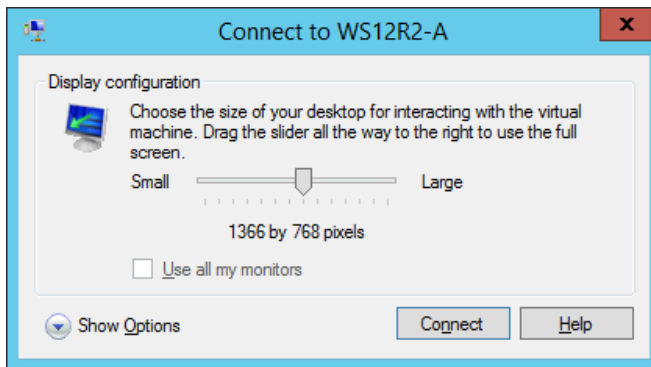 Connect to WS12R2-A
x
Display configuration
Choose the size of your desktop for interacting with the virtual
machine. Drag the slider all the way to the right to use the full
screen.
Small Large
1366 by 768 pixels
Use all my monitors
Show Options Connect Help